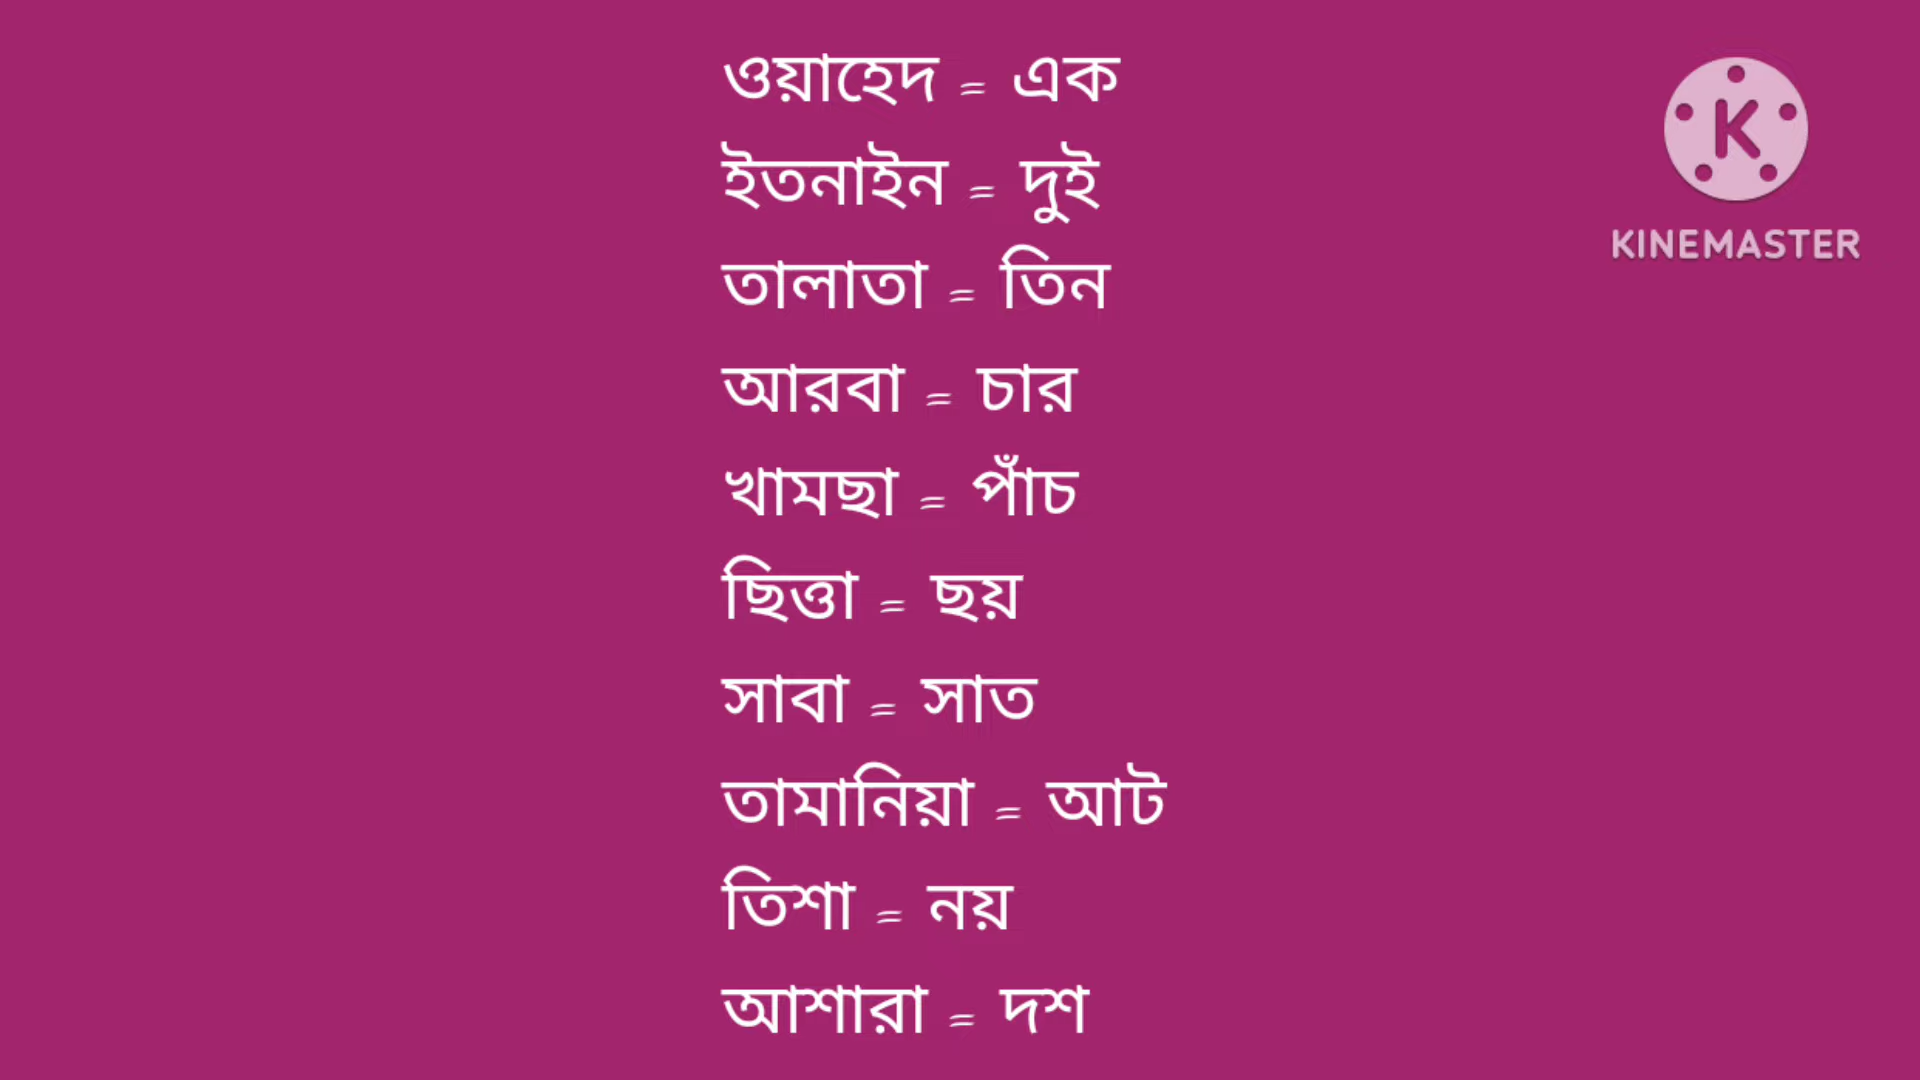 ওয়াহেদ = এক
ইতনাইন = দুই
তালাতা = তিন
আরবা = চার
খামছা = পাঁচ
ছিত্তা = ছয়
সাবা = সাত
তামানিয়া = আট
তিশা = নয়
আশারা = দশ
K
KINEMASTER